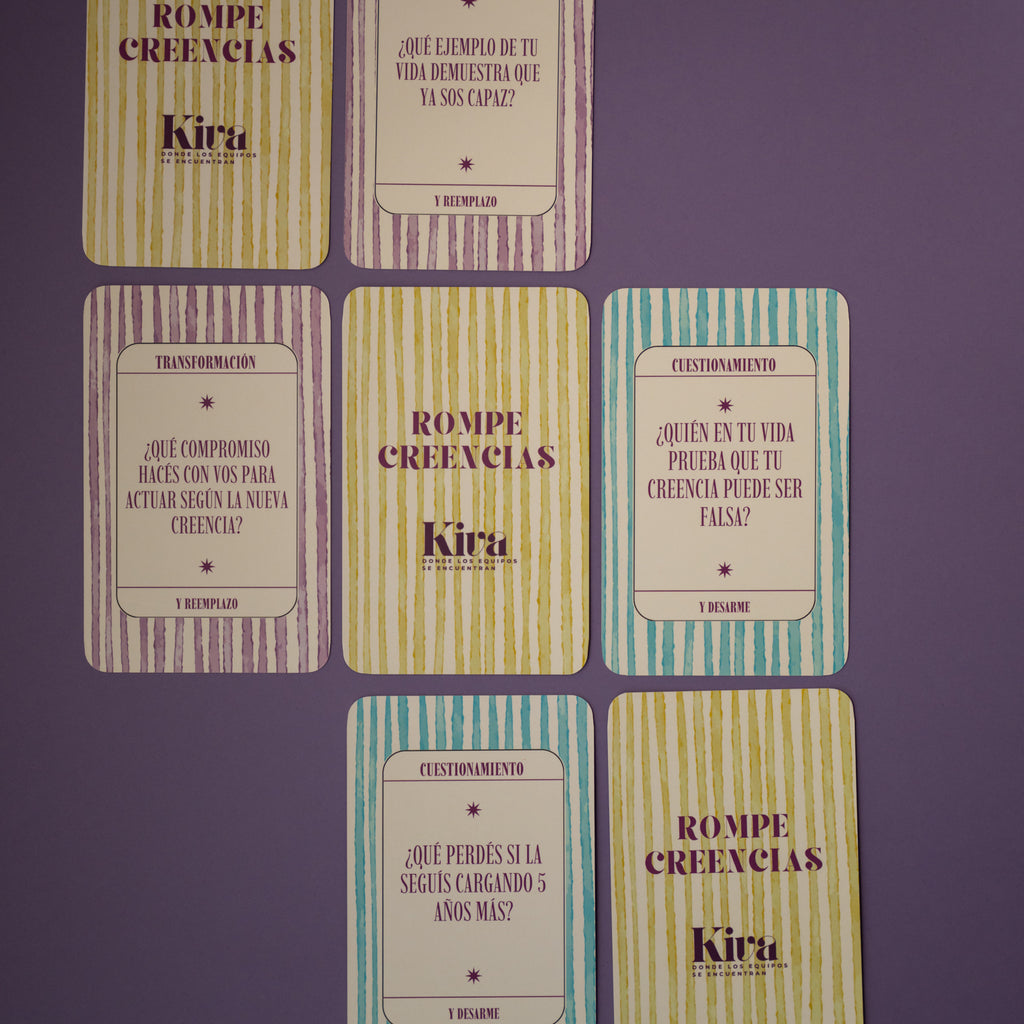 ROMPE
CREENCIAS
Kiva
DONDE LOS EQUIPOS
SE ENCUENTRAN
¿QUÉ EJEMPLO DE TU
VIDA DEMUESTRA QUE
YA SOS CAPAZ?
Y REEMPLAZO
TRANSFORMACIÓN
¿QUÉ COMPROMISO
HACÉS CON VOS PARA
ACTUAR SEGÚN LA NUEVA
CREENCIA?
Y REEMPLAZO
ROMPE
CREENCIAS
Kiva
DONDE LOS EQUIPOS
SE ENCUENTRAN
CUESTIONAMIENTO
¿QUIÉN EN TU VIDA
PRUEBA QUE TU
CREENCIA PUEDE SER
FALSA?
Y DESARME
CUESTIONAMIENTO
¿QUÉ PERDÉS SI LA
SEGUÍS CARGANDO 5
AÑOS MÁS?
Y DESARME
ROMPE
CREENCIAS
Kiva
DONDE LOS EQUIPOS
SE ENCUENTRAN